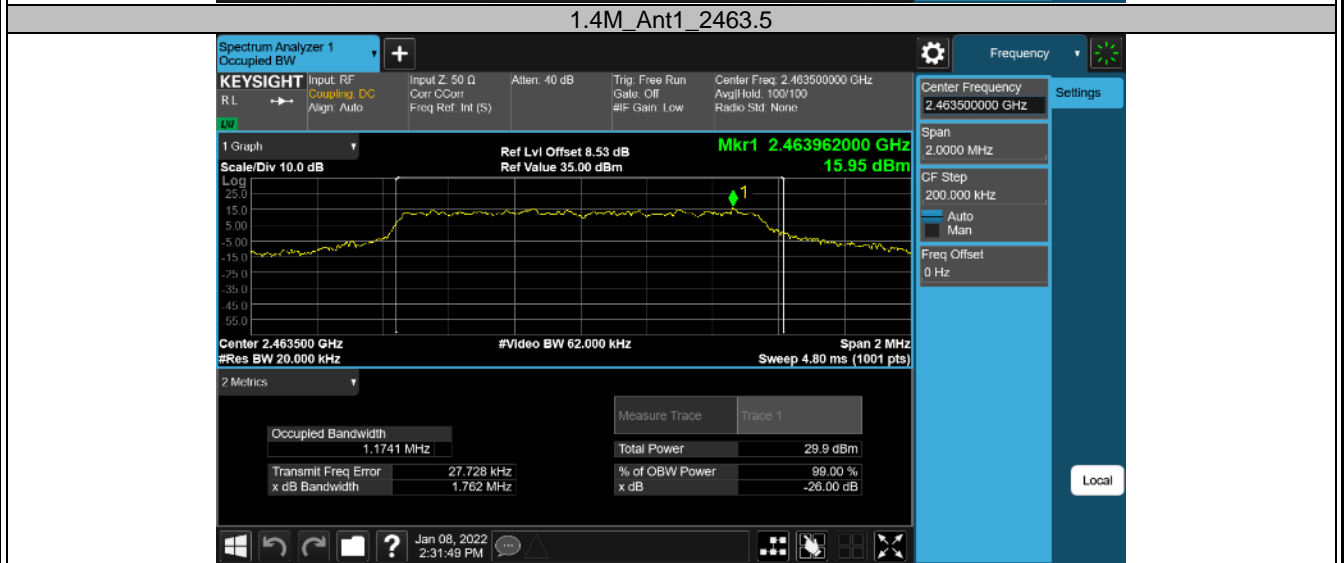 1.4M_Ant1_2463.5
Spectrum Analyzer 1
Occupied BW
+
Frequency
KEYSIGHT
R L
Input: RF
Coupling: DC
Align: Auto
Input Z: 50 Ω
Corr CCorr
Freq Ref: Int (S)
Atten: 40 dB
Trig: Free Run
Gate: Off
#IF Gain: Low
Center Freq: 2.463500000 GHz
Avg|Hold: 100/100
Radio Std: None
Center Frequency
2.463500000 GHz
Settings
Span
2.0000 MHz
CF Step
200.000 kHz
Auto
Man
Freq Offset
0 Hz
Local
1 Graph
Scale/Div 10.0 dB
Ref Lvl Offset 8.53 dB
Ref Value 35.00 dBm
Mkr1 2.463962000 GHz
15.95 dBm
Log
25.0
15.0
5.00
-5.00
-15.0
-25.0
-35.0
-45.0
55.0
1
Center 2.463500 GHz
#Res BW 20.000 kHz
#Video BW 62.000 kHz
Span 2 MHz
Sweep 4.80 ms (1001 pts)
2 Metrics
Measure Trace Trace 1
Occupied Bandwidth
1.1741 MHz
Total Power 29.9 dBm
Transmit Freq Error 27.728 kHz
% of OBW Power 99.00 %
x dB Bandwidth 1.762 MHz
x dB -26.00 dB
?
Jan 08, 2022
2:31:49 PM